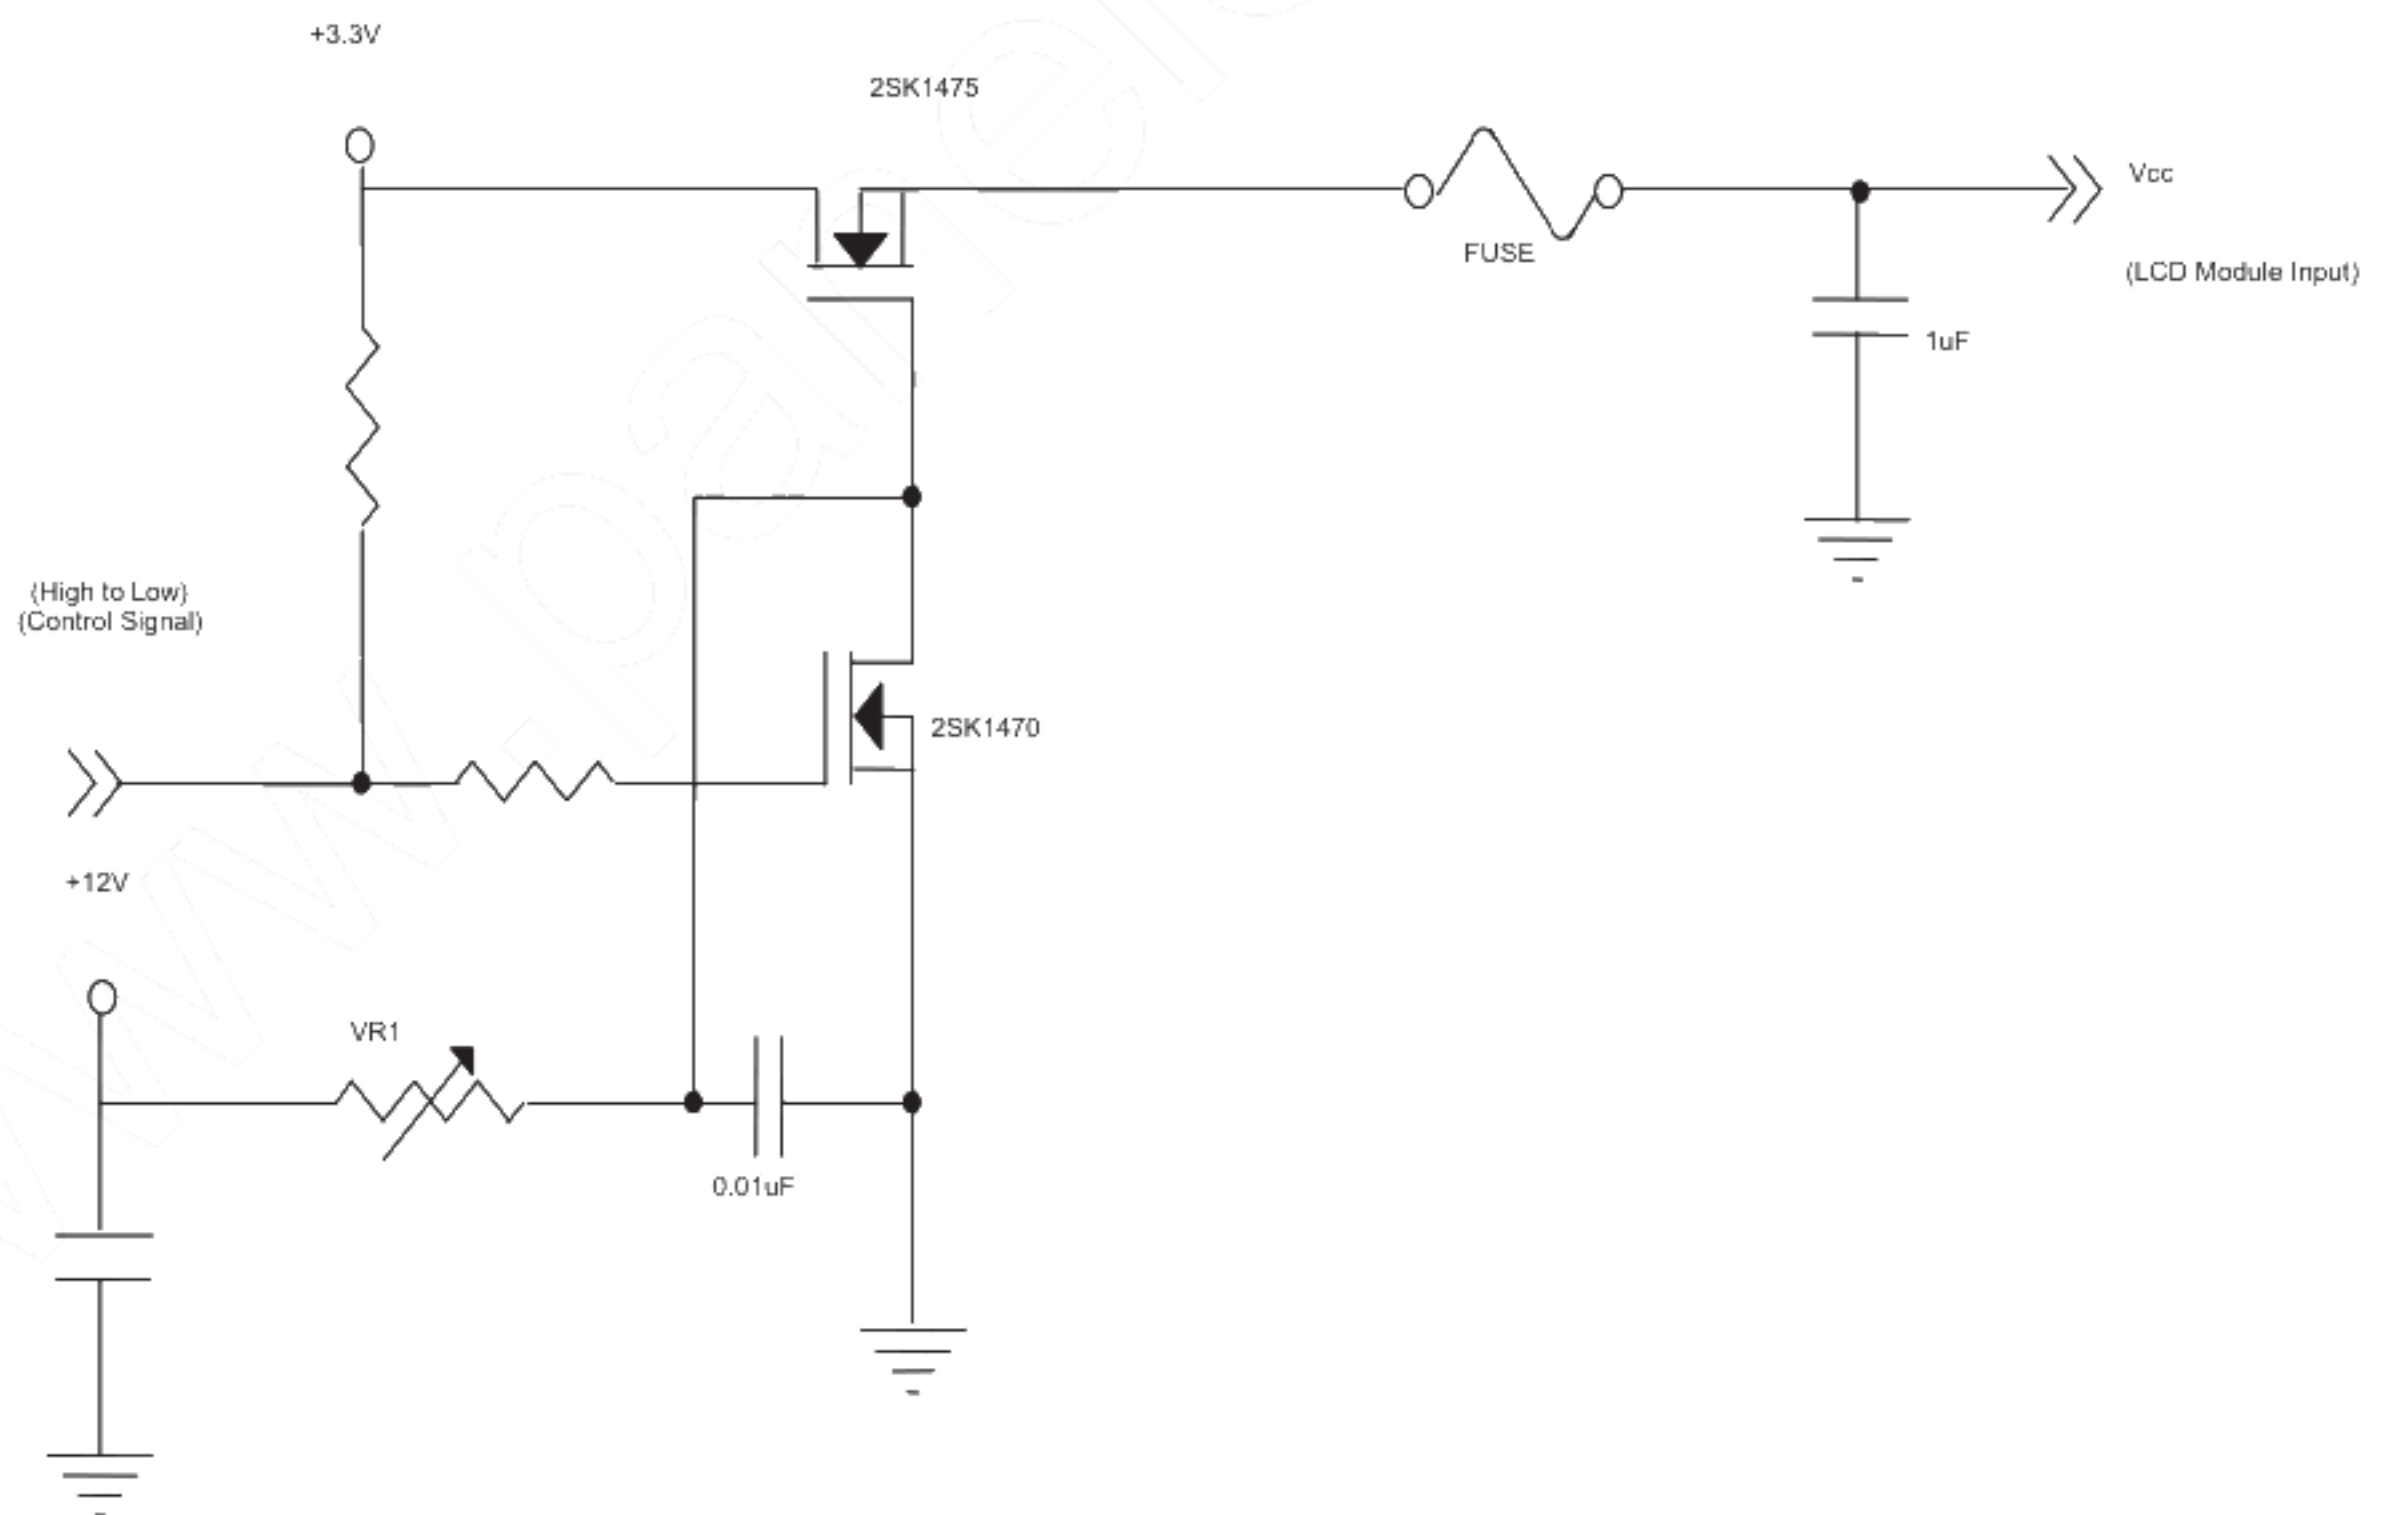 +3.3V
2SK1475
Vcc
FUSE
(LCD Module Input)
1uF
(High to Low)
(Control Signal)
2SK1470
+12V
VR1
0.01uF